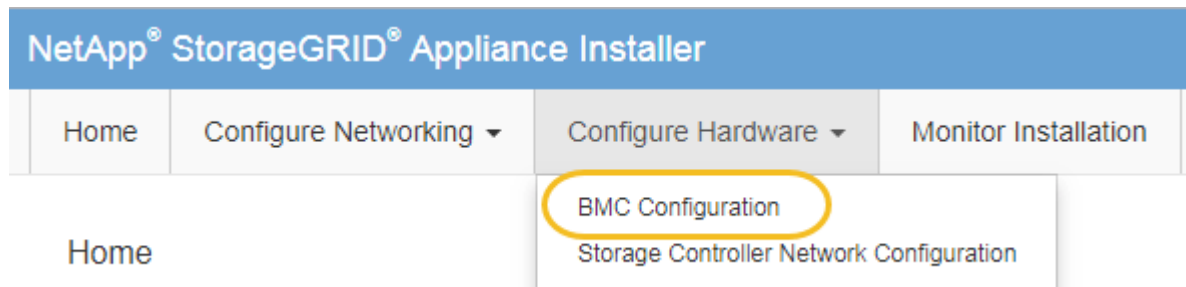 NetApp® StorageGRID® Appliance Installer
Home Configure Networking Configure Hardware Monitor Installation
BMC Configuration
Home
Storage Controller Network Configuration